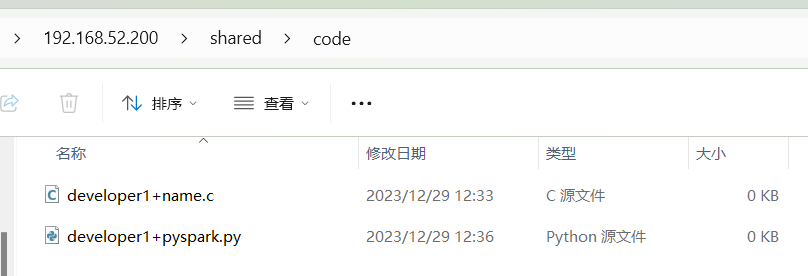 192.168.52.200 shared code
排序 查看
名称 修改日期 类型 大小
developer1+name.c 2023/12/29 12:33 C 源文件 0 KB
developer1+pyspark.py 2023/12/29 12:36 Python 源文件 0 KB